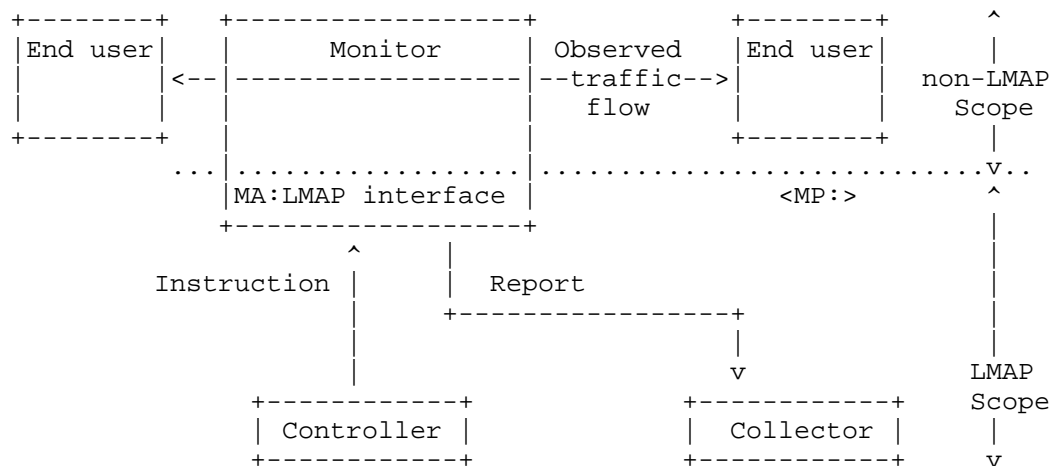 End user Monitor Observed End user
<-- --traffic--> non-LMAP
flow Scope
v
MA:LMAP interface <MP:> ^
^
Instruction Report
v LMAP
Scope
Controller Collector
v